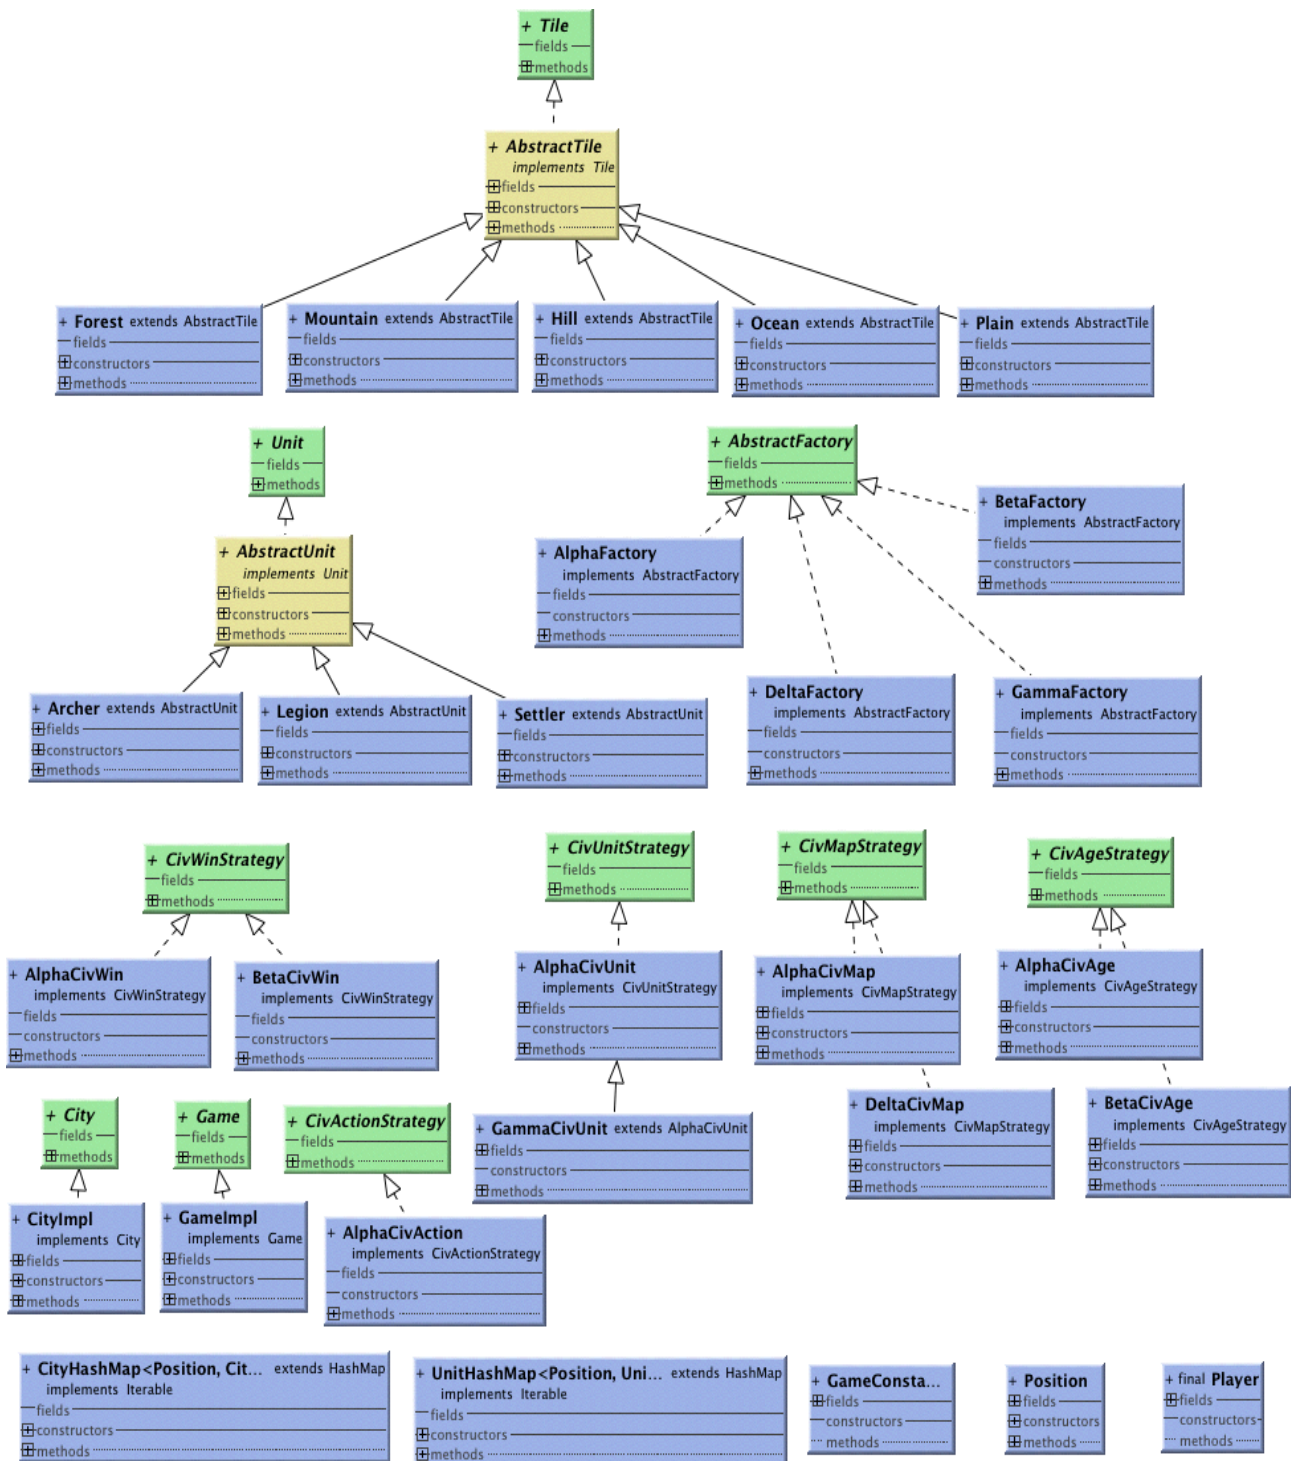 + Tile
fields
methods
+ AbstractTile
implements Tile
fields
constructors
methods
+ Forest extends AbstractTile
fields
constructors
methods
+ Mountain extends AbstractTile
fields
constructors
methods
+ Hill extends AbstractTile
fields
constructors
methods
+ Ocean extends AbstractTile
fields
constructors
methods
+ Plain extends AbstractTile
fields
constructors
methods
+ Unit
fields
methods
+ AbstractUnit
implements Unit
fields
constructors
methods
+ Archer extends AbstractUnit
fields
constructors
methods
+ Legion extends AbstractUnit
fields
constructors
methods
+ Settler extends AbstractUnit
fields
constructors
methods
+ AbstractFactory
fields
methods
+ AlphaFactory
implements AbstractFactory
fields
constructors
methods
+ BetaFactory
implements AbstractFactory
fields
constructors
methods
+ DeltaFactory
implements AbstractFactory
fields
constructors
methods
+ GammaFactory
implements AbstractFactory
fields
constructors
methods
+ CivWinStrategy
fields
methods
+ AlphaCivWin
implements CivWinStrategy
fields
constructors
methods
+ BetaCivWin
implements CivWinStrategy
fields
constructors
methods
+ CivUnitStrategy
fields
methods
+ AlphaCivUnit
implements CivUnitStrategy
fields
constructors
methods
+ GammaCivUnit extends AlphaCivUnit
fields
constructors
methods
+ CivMapStrategy
fields
methods
+ AlphaCivMap
implements CivMapStrategy
fields
constructors
methods
+ DeltaCivMap
implements CivMapStrategy
fields
constructors
methods
+ CivAgeStrategy
fields
methods
+ AlphaCivAge
implements CivAgeStrategy
fields
constructors
methods
+ BetaCivAge
implements CivAgeStrategy
fields
constructors
methods
+ City
fields
methods
+ CityImpl
implements City
fields
constructors
methods
+ Game
fields
methods
+ GameImpl
implements Game
fields
constructors
methods
+ CivActionStrategy
fields
methods
+ AlphaCivAction
implements CivActionStrategy
fields
constructors
methods
+ CityHashMap<Position, Cit... extends HashMap
implements Iterable
fields
constructors
methods
+ UnitHashMap<Position, Uni... extends HashMap
implements Iterable
fields
constructors
methods
+ GameConsta...
fields
constructors
methods
+ Position
fields
constructors
methods
+ final Player
fields
constructors
methods